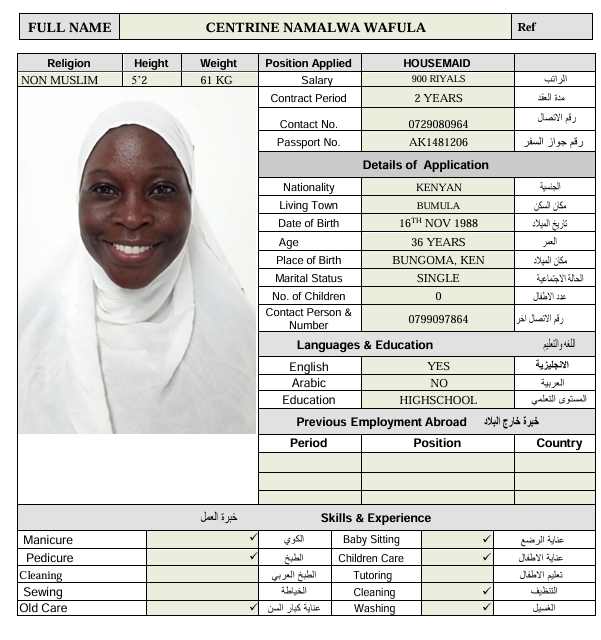 FULL NAME CENTRINE NAMALWA WAFULA Ref
Religion Height Weight Position Applied HOUSEMAID
NON MUSLIM 5’2 61 KG Salary 900 RIYALS الراتب
Contract Period 2 YEARS مدة العقد
Contact No. 0729080964 رقم الاتصال
Passport No. AK1481206 رقم جواز السفر
Details of Application
Nationality KENYAN الجنسية
Living Town BUMULA مكان السكن
Date of Birth 16TH NOV 1988 تاريخ الميلاد
Age 36 YEARS العمر
Place of Birth BUNGOMA, KEN مكان الميلاد
Marital Status SINGLE الحالة الاجتماعية
No. of Children 0 عدد الاطفال
Contact Person & Number 0799097864 رقم الاتصال اخر
Languages & Education اللغه والتعليم
English YES الانجليزية
Arabic NO العربية
Education HIGHSCHOOL المستوى التعلمي
Previous Employment Abroad خبرة خارج البلاد
Period Position Country
خبرة العمل Skills & Experience
Manicure ✓ الكوي Baby Sitting ✓ عناية الرضع
Pedicure ✓ الطبخ Children Care ✓ عناية الاطفال
Cleaning الطبخ العربي Tutoring تعليم الاطفال
Sewing الخياطة Cleaning ✓ التنظيف
Old Care ✓ عناية كبار السن Washing ✓ الغسيل